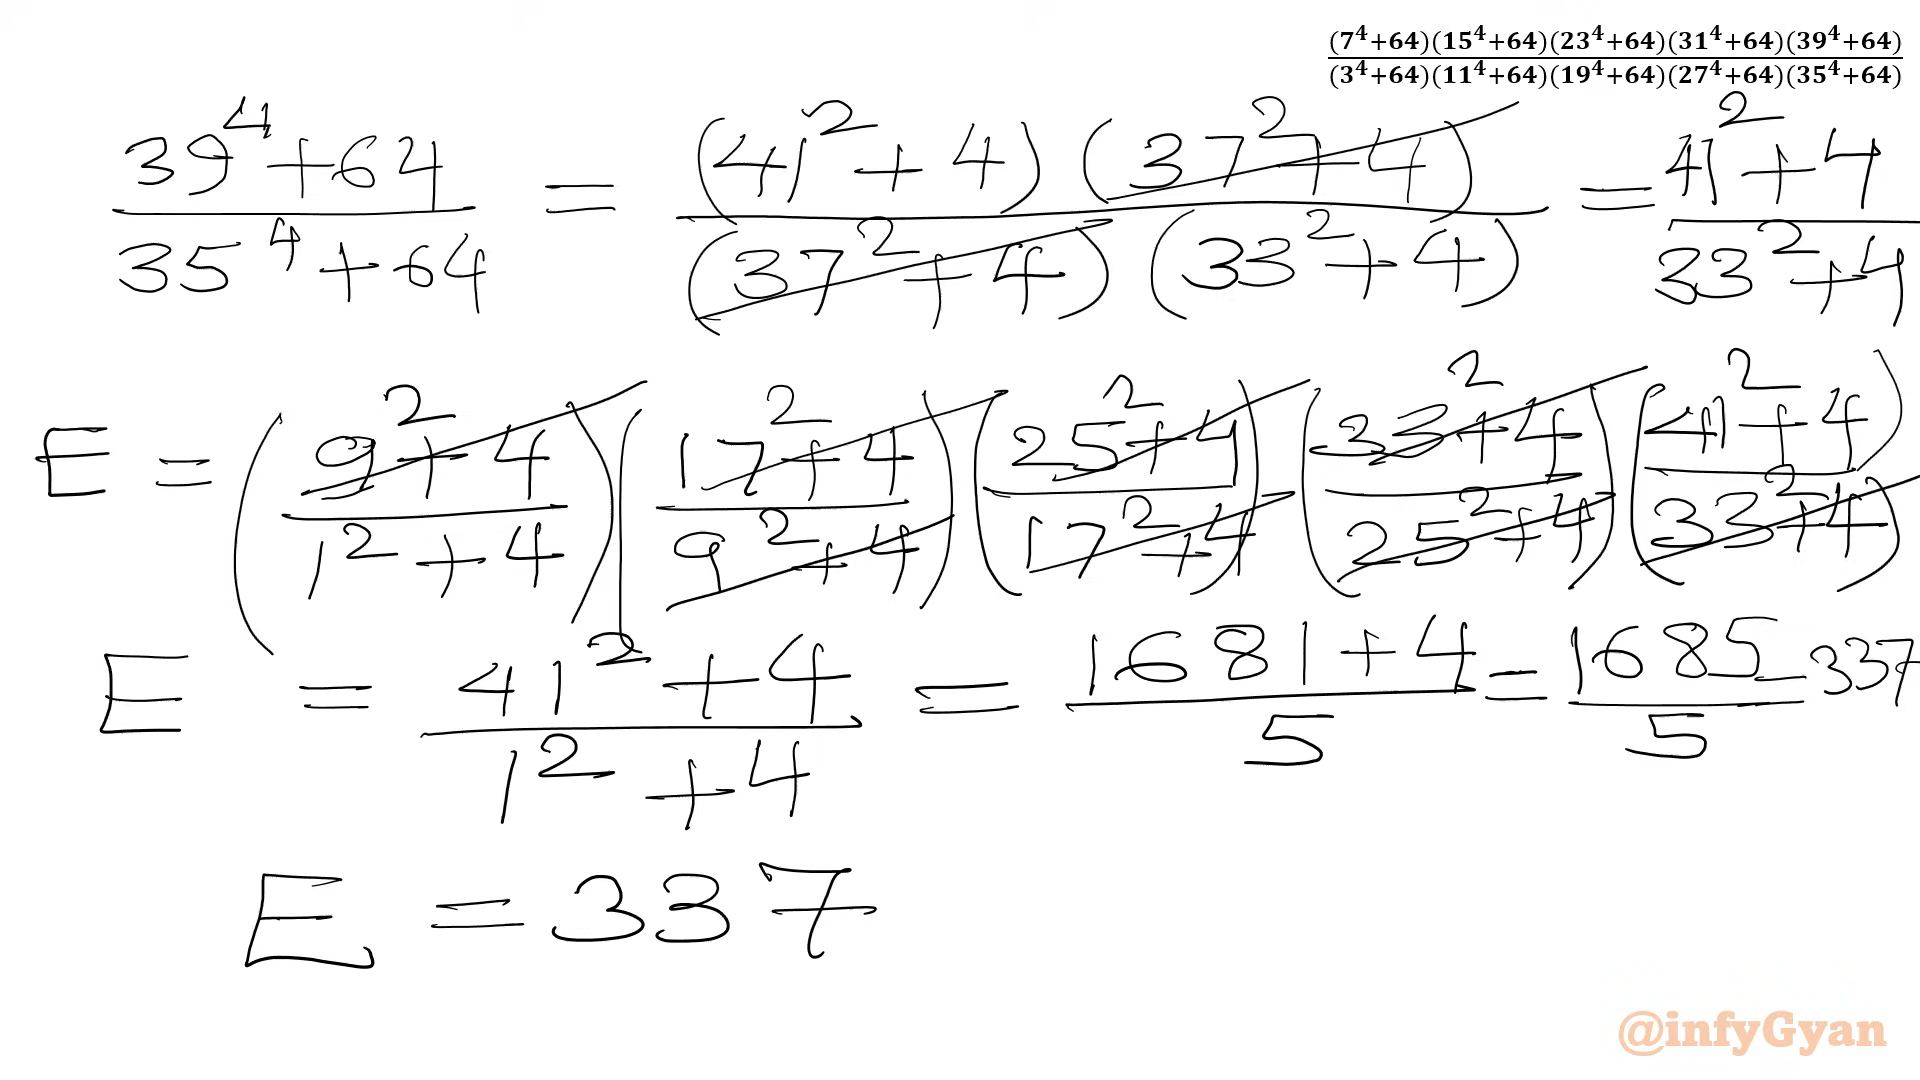 (7⁴+64)(15⁴+64)(23⁴+64)(31⁴+64)(39⁴+64)
(3⁴+64)(11⁴+64)(19⁴+64)(27⁴+64)(35⁴+64)
39⁴+64 / 35⁴+64 = (41²+4)(37²+4) / (37²+4)(33²+4) = 41²+4 / 33²+4
E = (9²+4 / 1²+4)(17²+4 / 9²+4)(25²+4 / 17²+4)(33²+4 / 25²+4)(41²+4 / 33²+4)
E = 41²+4 / 1²+4 = 1681+4 / 5 = 1685 / 5 = 337
E = 337
@infyGyan